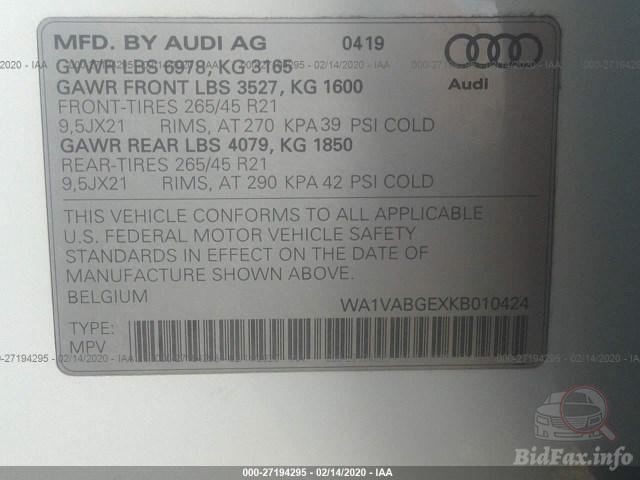 MFD. BY AUDI AG 0419
GVWR LBS 6978, KG 3165
GAWR FRONT LBS 3527, KG 1600
FRONT-TIRES 265/45 R21
9,5JX21 RIMS, AT 270 KPA 39 PSI COLD
GAWR REAR LBS 4079, KG 1850
REAR-TIRES 265/45 R21
9,5JX21 RIMS, AT 290 KPA 42 PSI COLD
Audi
THIS VEHICLE CONFORMS TO ALL APPLICABLE
U.S. FEDERAL MOTOR VEHICLE SAFETY
STANDARDS IN EFFECT ON THE DATE OF
MANUFACTURE SHOWN ABOVE.
BELGIUM WA1VABGEXKB010424
TYPE:
MPV
000-27194295 - 02/14/2020 - IAA
BidFax.info